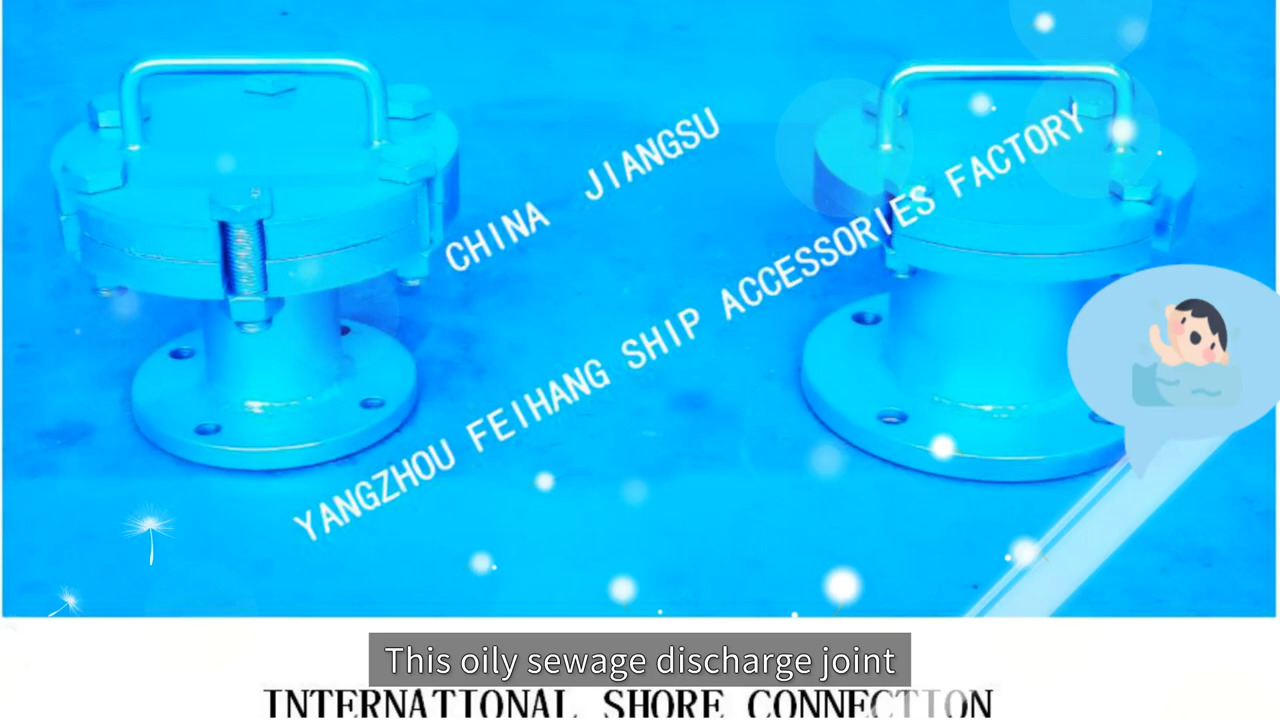 CHINA JIANGSU
YANGZHOU FEIHANG SHIP ACCESSORIES FACTORY
This oily sewage discharge joint
INTERNATIONAL SHORE CONNECTION